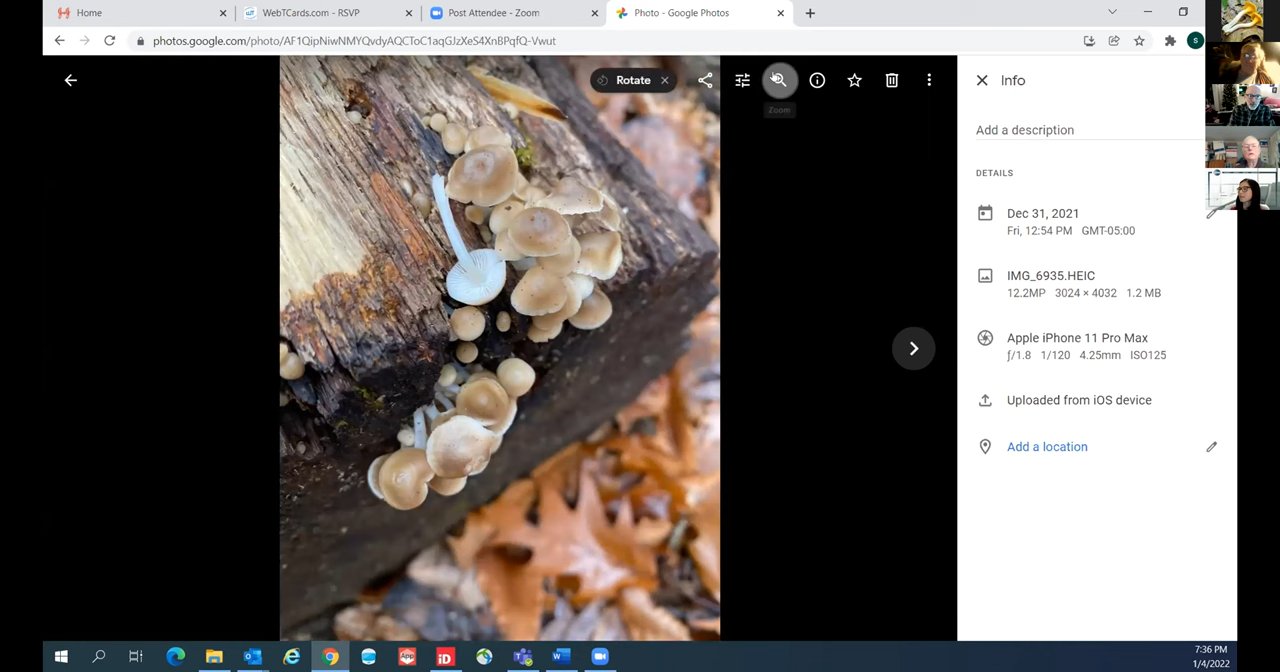 Home
WebTCards.com - RSVP
Post Attendee - Zoom
Photo - Google Photos
photos.google.com/photo/AF1QipNiwNMYQvdyAQCToC1aqGJzXeS4XnBPqfQ-Vwut
S
Rotate
Zoom
Info
Add a description
DETAILS
Dec 31, 2021
Fri, 12:54 PM GMT-05:00
IMG_6935.HEIC
12.2MP 3024 × 4032 1.2 MB
Apple iPhone 11 Pro Max
ƒ/1.8 1/120 4.25mm ISO125
Uploaded from iOS device
Add a location
App
iD
7:36 PM
1/4/2022